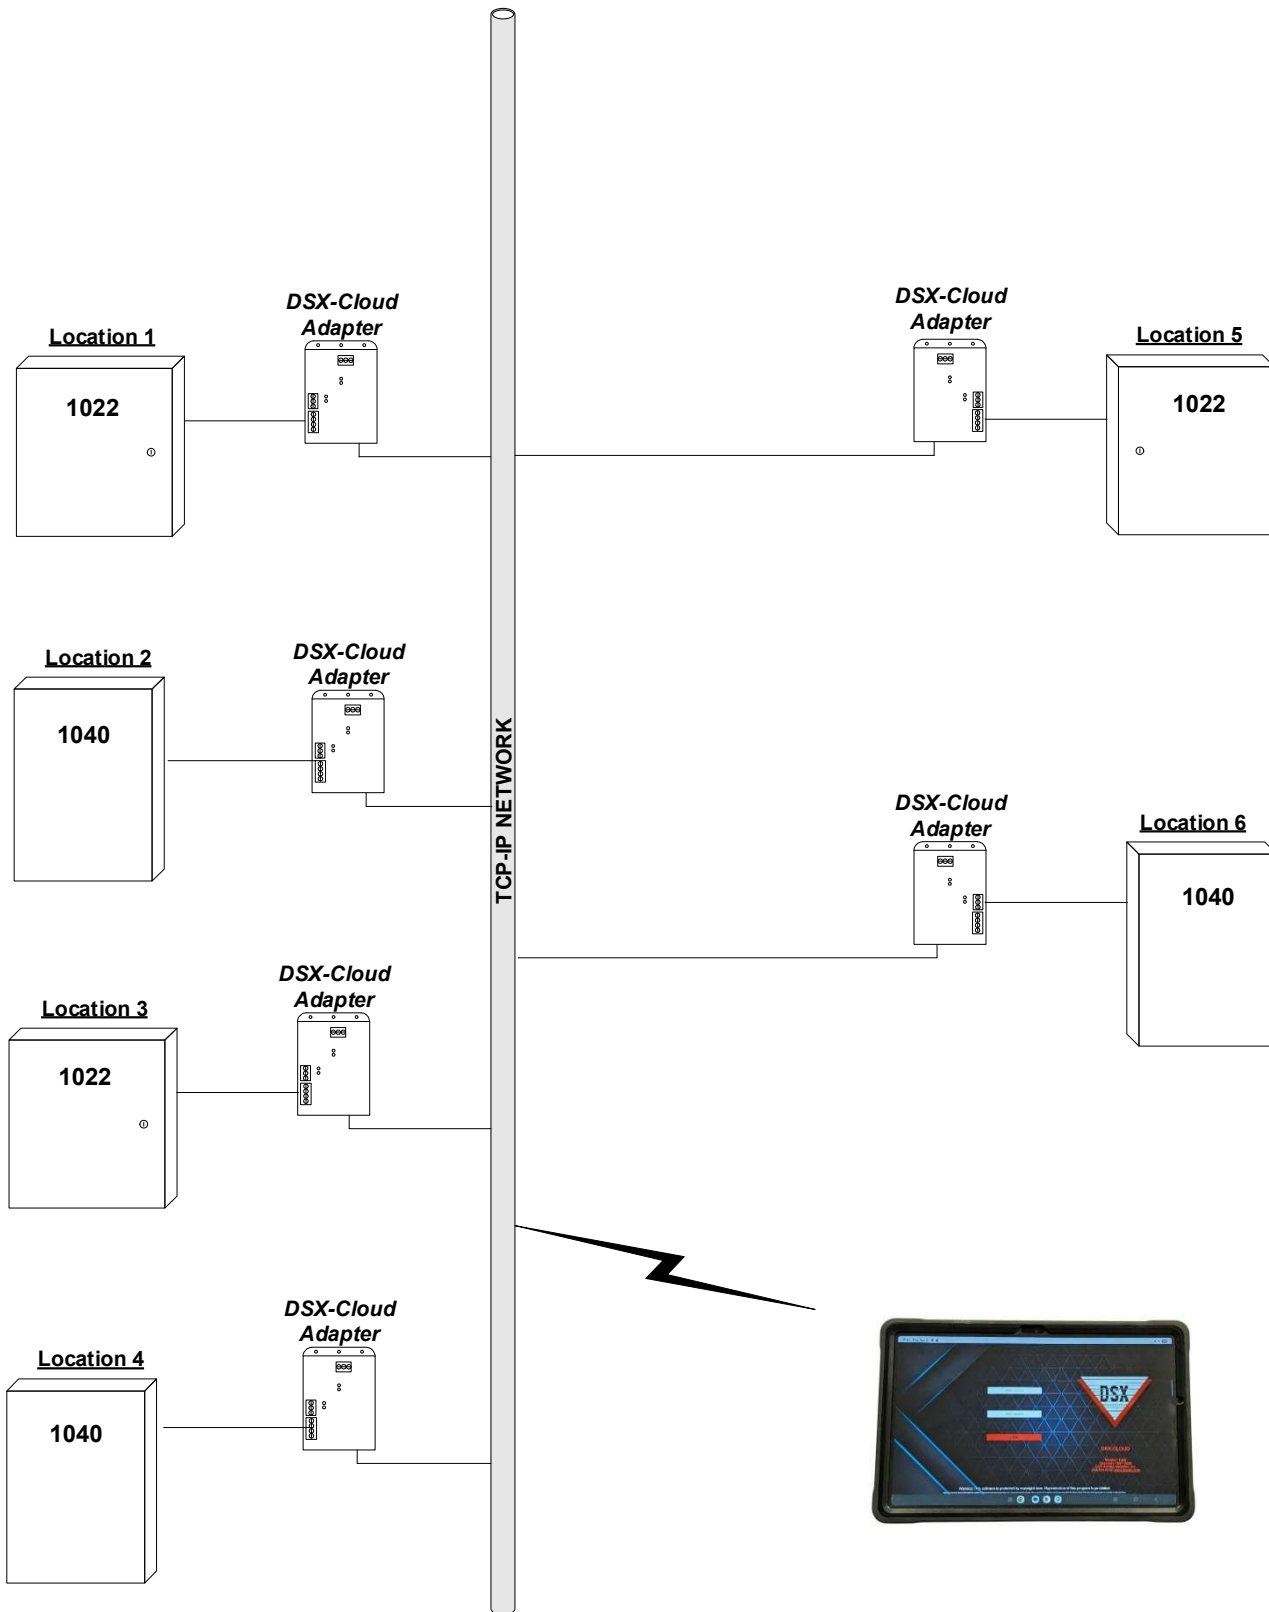 DSX-Cloud
Adapter
Location 1
1022
DSX-Cloud
Adapter
Location 5
1022
DSX-Cloud
Adapter
Location 2
1040
TCP-IP NETWORK
DSX-Cloud
Adapter
Location 6
1040
DSX-Cloud
Adapter
Location 3
1022
DSX-Cloud
Adapter
Location 4
1040
DSX
DSX-CLOUD